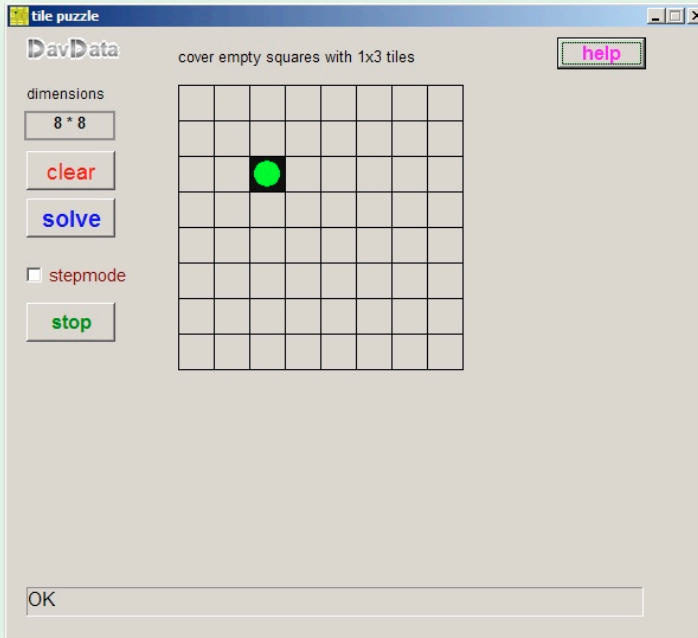 tile puzzle
DavData
cover empty squares with 1x3 tiles
help
dimensions
8 * 8
clear
solve
stepmode
stop
OK